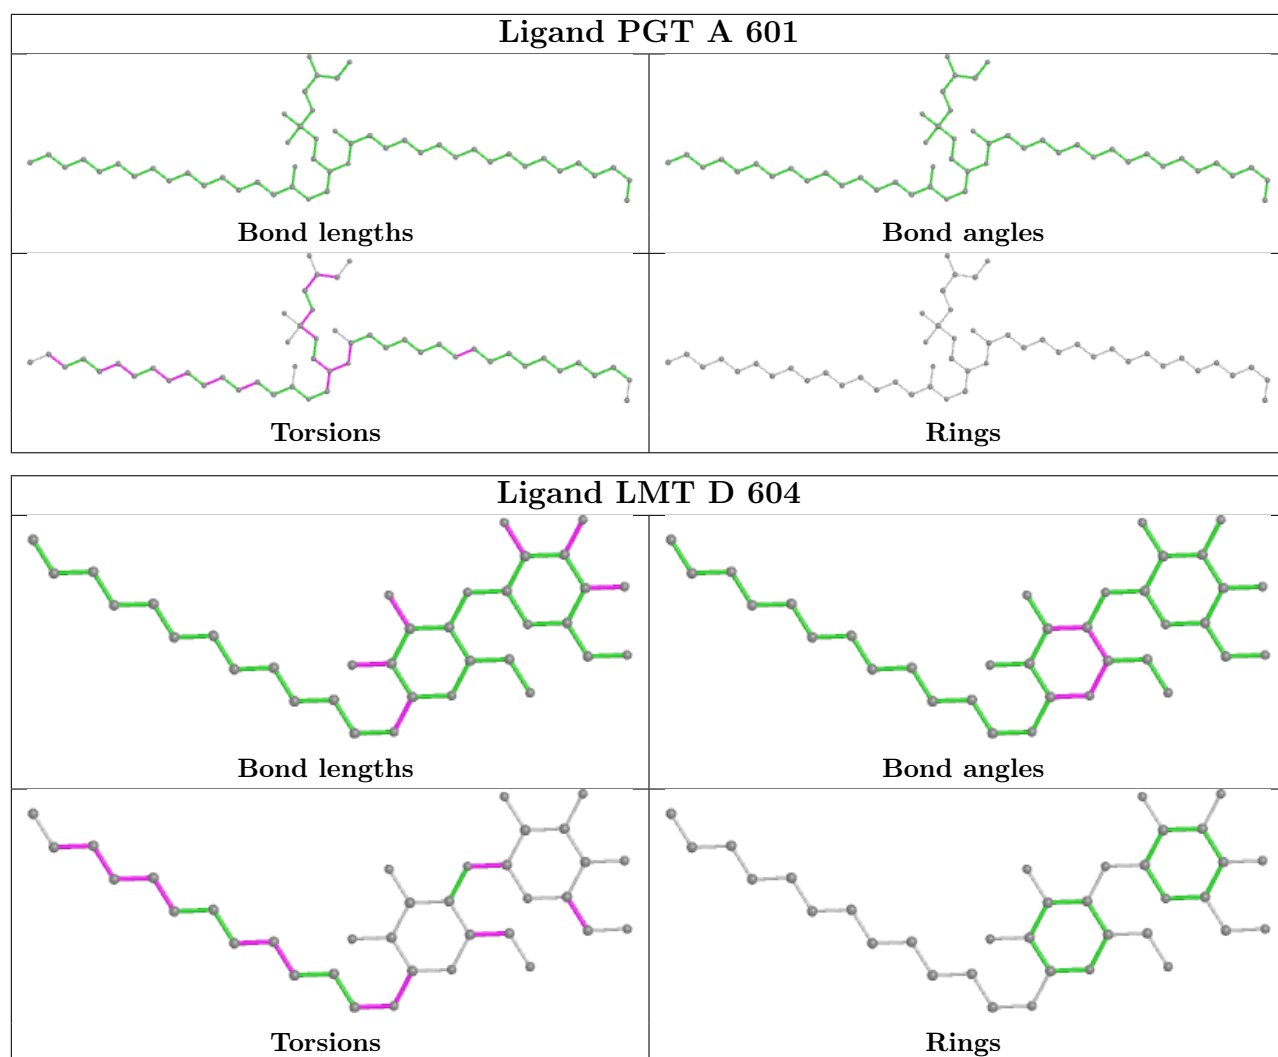 Ligand PGT A 601
Bond lengths
Bond angles
Torsions
Rings
Ligand LMT D 604
Bond lengths
Bond angles
Torsions
Rings